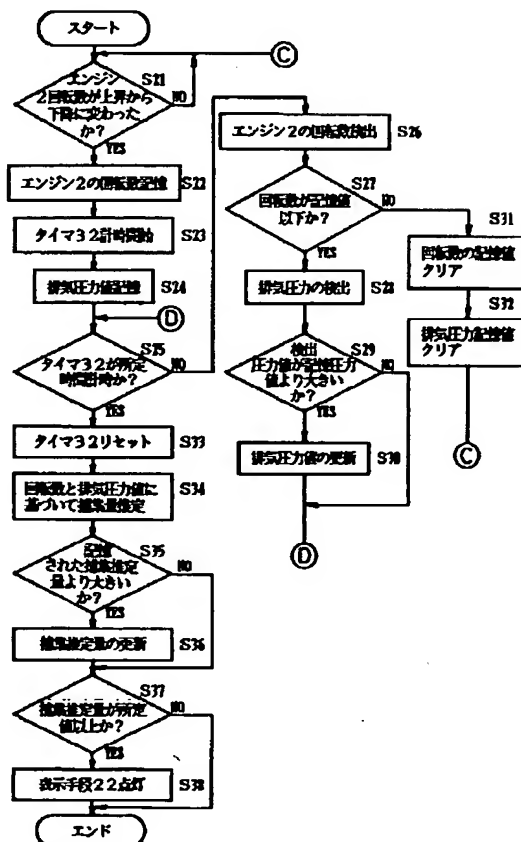 スタート
C
エンジン
2回転数が上昇から
下降に変わった
か?
S21
NO
YES
エンジン2の回転数記憶
S22
タイマ32計時開始
S23
排気圧力値記憶
S24
D
タイマ32が所定
時間計時か?
S25
NO
YES
タイマ32リセット
S33
回転数と排気圧力値に
基づいて捕集量推定
S34
記憶
された捕集推定
量より大きい
か?
S35
NO
YES
捕集推定量の更新
S36
捕集推定量が所定
値以上か?
S37
NO
YES
表示手段22点灯
S38
エンド
エンジン2の回転数検出
S26
回転数が記憶値
以下か?
S27
NO
YES
排気圧力の検出
S28
検出
圧力値が記憶圧力
値より大きい
か?
S29
NO
YES
排気圧力値の更新
S30
D
S31
回転数の記憶値
クリア
S32
排気圧力記憶値
クリア
C